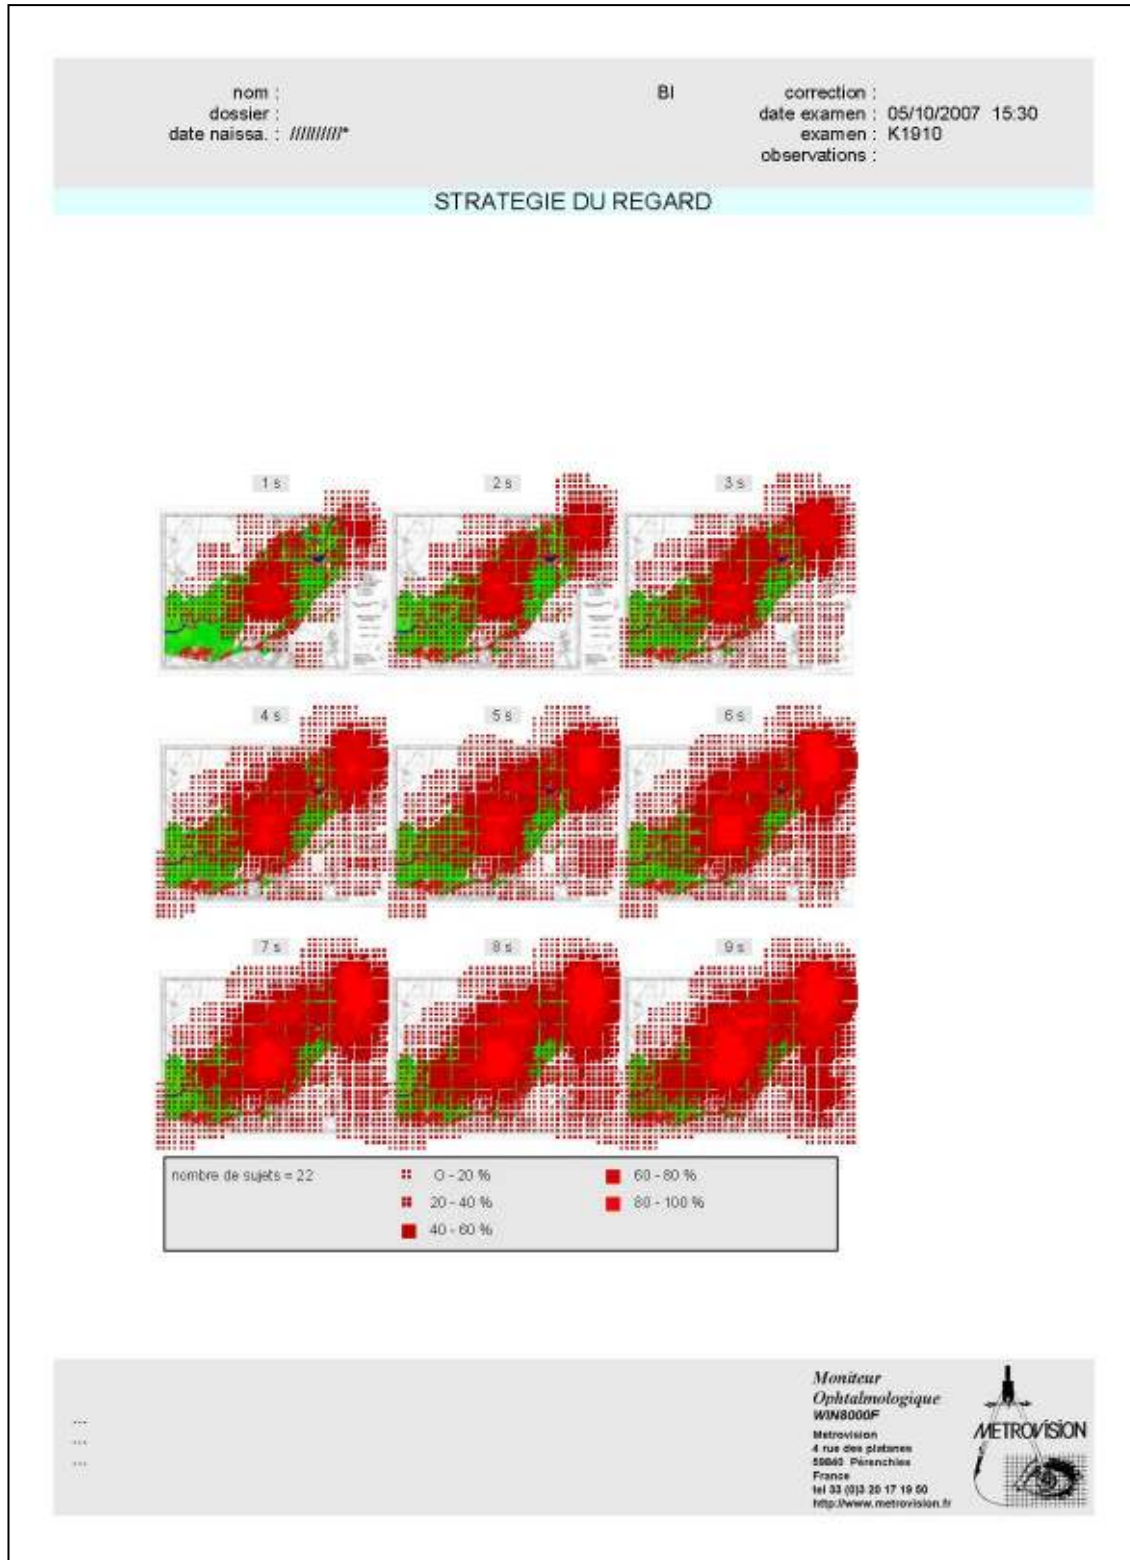 nom :
dossier :
date naissa. : //////////*
BI
correction :
date examen : 05/10/2007 15:30
examen : K1910
observations :
STRATEGIE DU REGARD
1 s
2 s
3 s
4 s
5 s
6 s
7 s
8 s
9 s
nombre de sujets = 22
0 - 20 %
20 - 40 %
40 - 60 %
60 - 80 %
80 - 100 %
...
...
...
Moniteur
Ophtalmologique
WIN8000F
Metrovision
4 rue des platanes
59840 Pérenchies
France
tel 33 (0)3 20 17 19 50
http://www.metrovision.fr
METROVISION